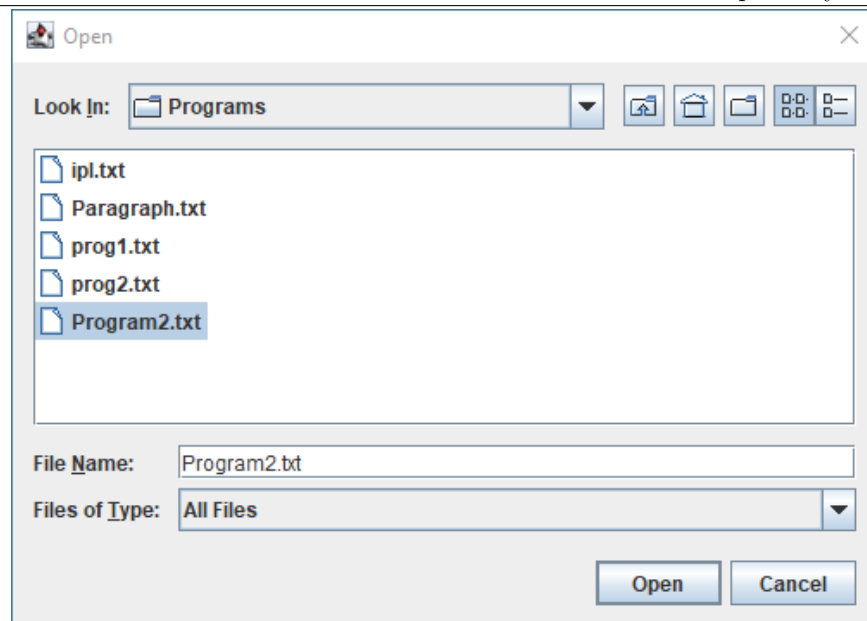 Open
Look In: Programs
ipl.txt
Paragraph.txt
prog1.txt
prog2.txt
Program2.txt
File Name: Program2.txt
Files of Type: All Files
Open Cancel